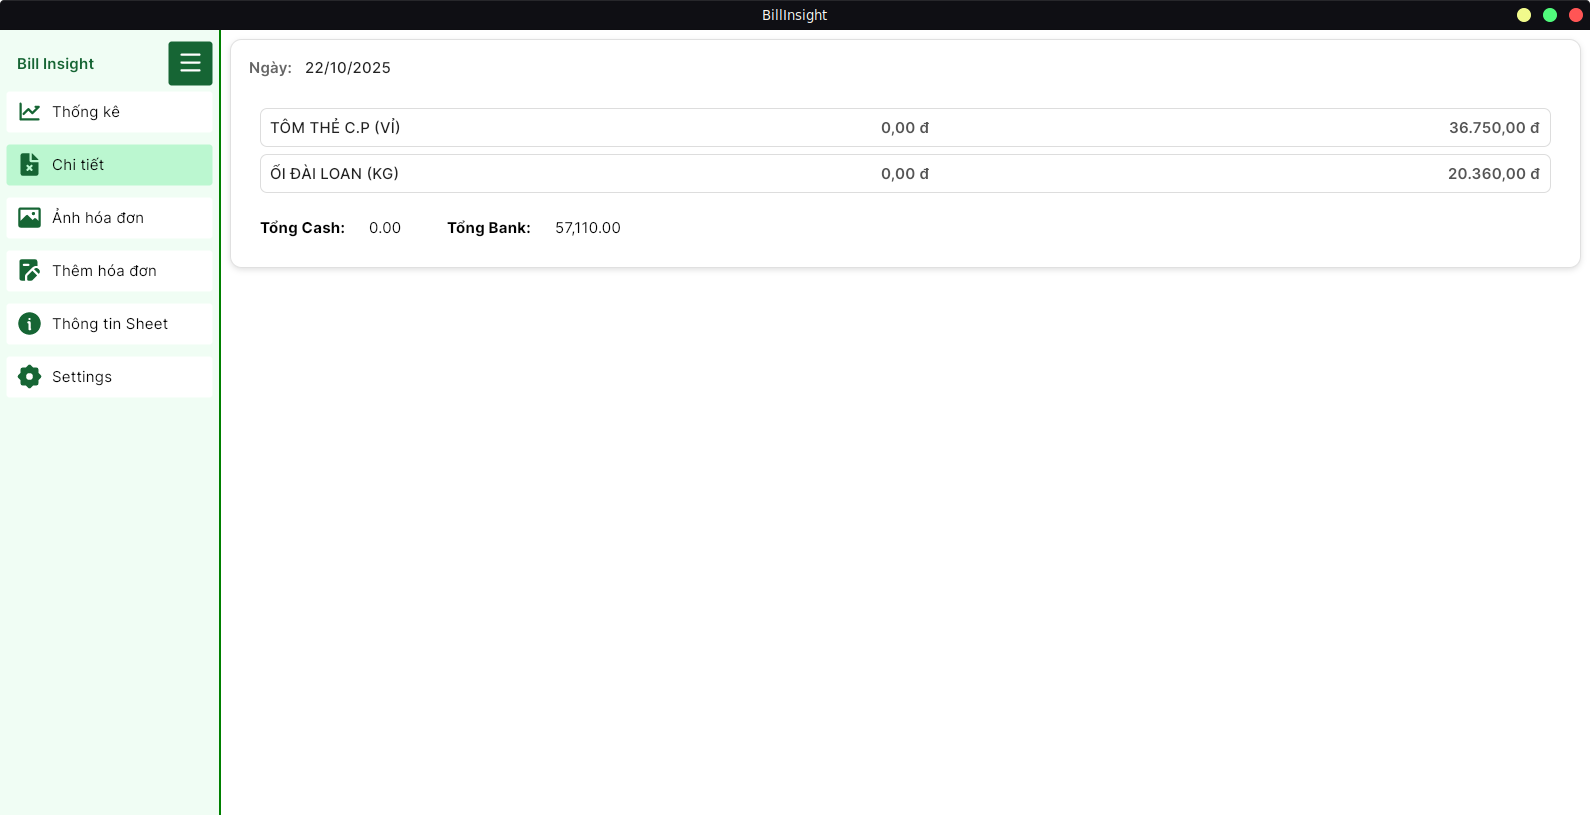 BillInsight
Bill Insight
Thống kê
Chi tiết
Ảnh hóa đơn
Thêm hóa đơn
Thông tin Sheet
Settings
Ngày: 22/10/2025
TÔM THẺ C.P (VỈ) 0,00 đ 36.750,00 đ
ỔI ĐÀI LOAN (KG) 0,00 đ 20.360,00 đ
Tổng Cash: 0.00 Tổng Bank: 57,110.00